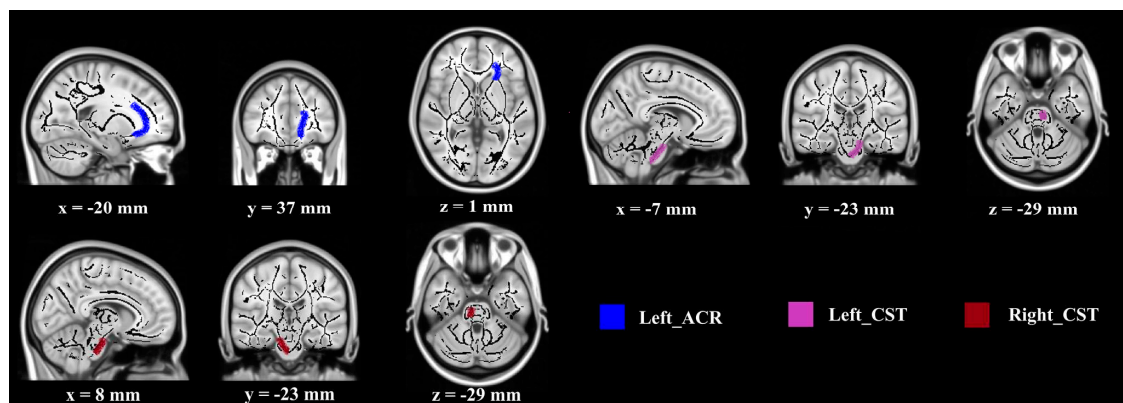 x = -20 mm
y = 37 mm
z = 1 mm
x = -7 mm
y = -23 mm
z = -29 mm
x = 8 mm
y = -23 mm
z = -29 mm
Left_ACR
Left_CST
Right_CST